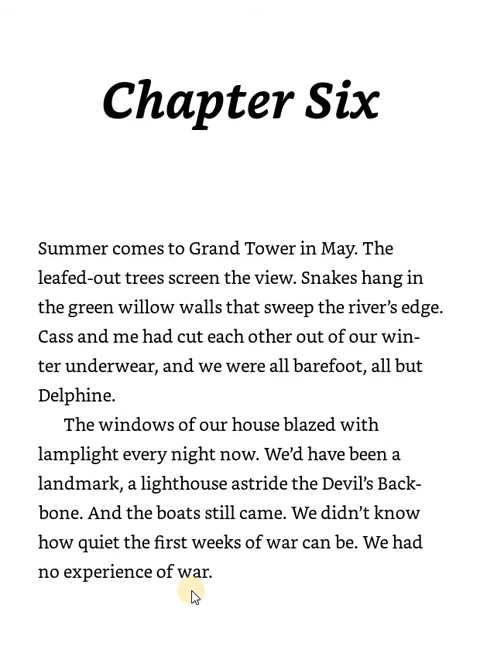 Chapter Six
Summer comes to Grand Tower in May. The
leafed-out trees screen the view. Snakes hang in
the green willow walls that sweep the river’s edge.
Cass and me had cut each other out of our win-
ter underwear, and we were all barefoot, all but
Delphine.
The windows of our house blazed with
lamplight every night now. We’d have been a
landmark, a lighthouse astride the Devil’s Back-
bone. And the boats still came. We didn’t know
how quiet the first weeks of war can be. We had
no experience of war.